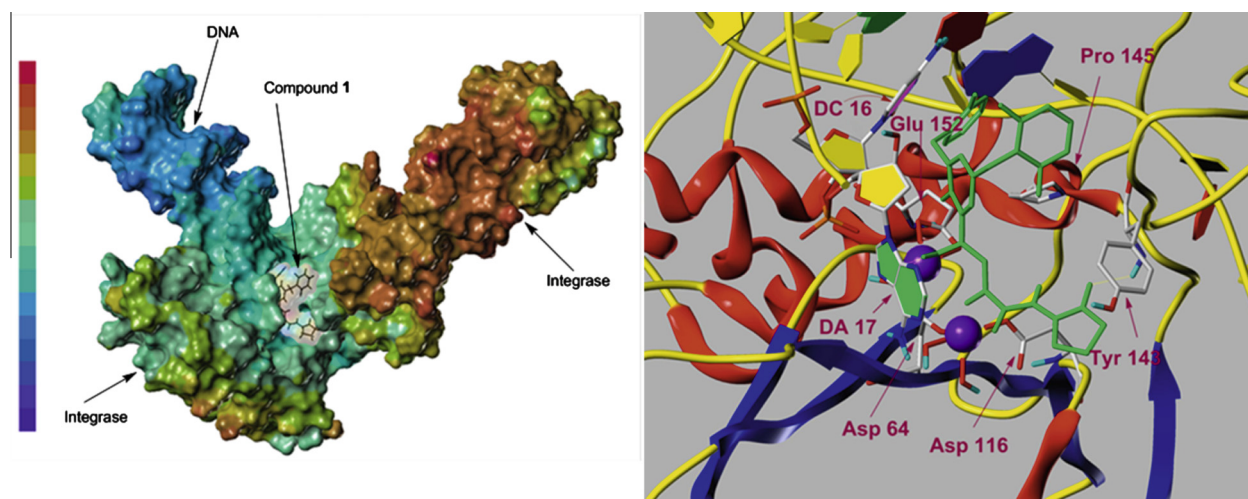 DNA
Compound 1
Integrase
Integrase
Pro 145
DC 16
Glu 152
DA 17
Tyr 143
Asp 64
Asp 116